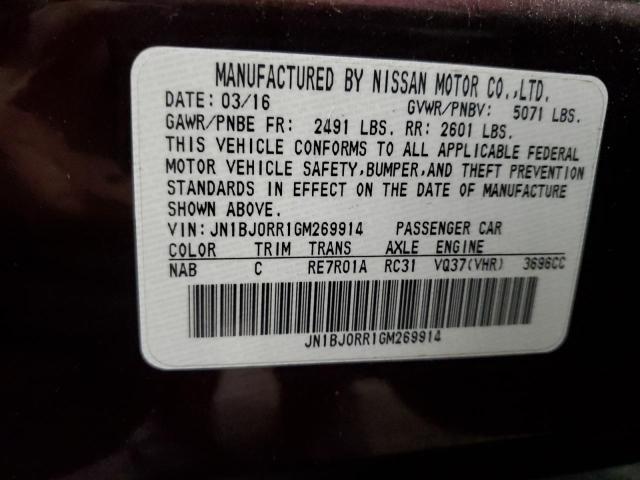 MANUFACTURED BY NISSAN MOTOR CO.,LTD.
DATE: 03/16 GVWR/PNBV: 5071 LBS.
GAWR/PNBE FR: 2491 LBS. RR: 2601 LBS.
THIS VEHICLE CONFORMS TO ALL APPLICABLE FEDERAL
MOTOR VEHICLE SAFETY,BUMPER,AND THEFT PREVENTION
STANDARDS IN EFFECT ON THE DATE OF MANUFACTURE
SHOWN ABOVE.
VIN: JN1BJ0RR1GM269914 PASSENGER CAR
COLOR TRIM TRANS AXLE ENGINE
NAB C RE7R01A RC31 VQ37(VHR) 3696CC
JN1BJ0RR1GM269914